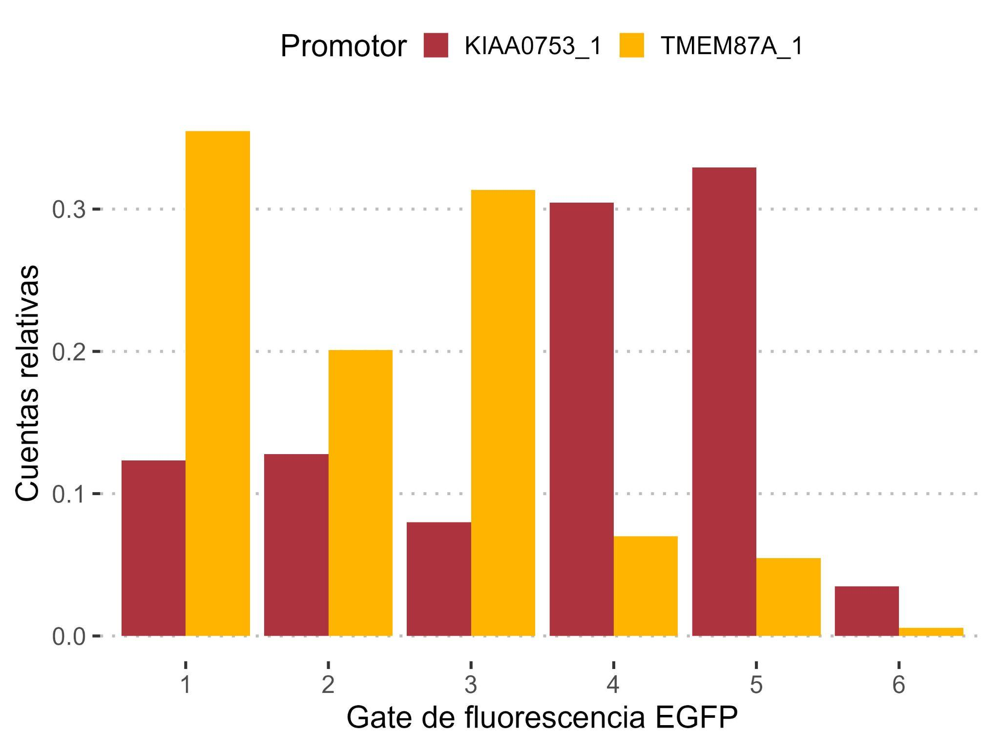 Promotor KIAA0753_1 TMEM87A_1
Cuentas relativas
0.3
0.2
0.1
0.0
1 2 3 4 5 6
Gate de fluorescencia EGFP